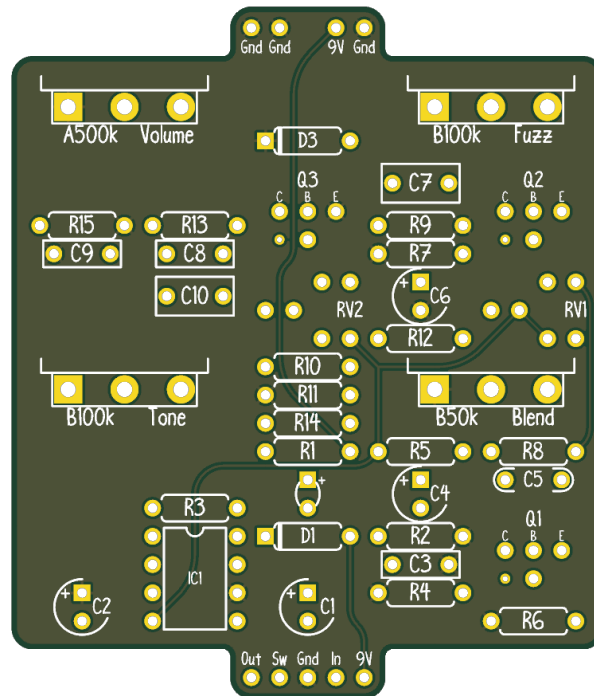 Gnd Gnd 9V Gnd
A500k Volume B100k Fuzz
D3
Q3 C7 Q2
C B E C B E
R15 R13 R9
C9 C8 R7
+ C6
C10 RV2 RV1
R12
R10
B100k Tone R11 B50k Blend
R14
R1 R5 R8
+ + C4 C5
R3 Q1
D1 R2 C B E
IC1 C3
+ C2 + C1 R4
R6
Out Sw Gnd In 9V